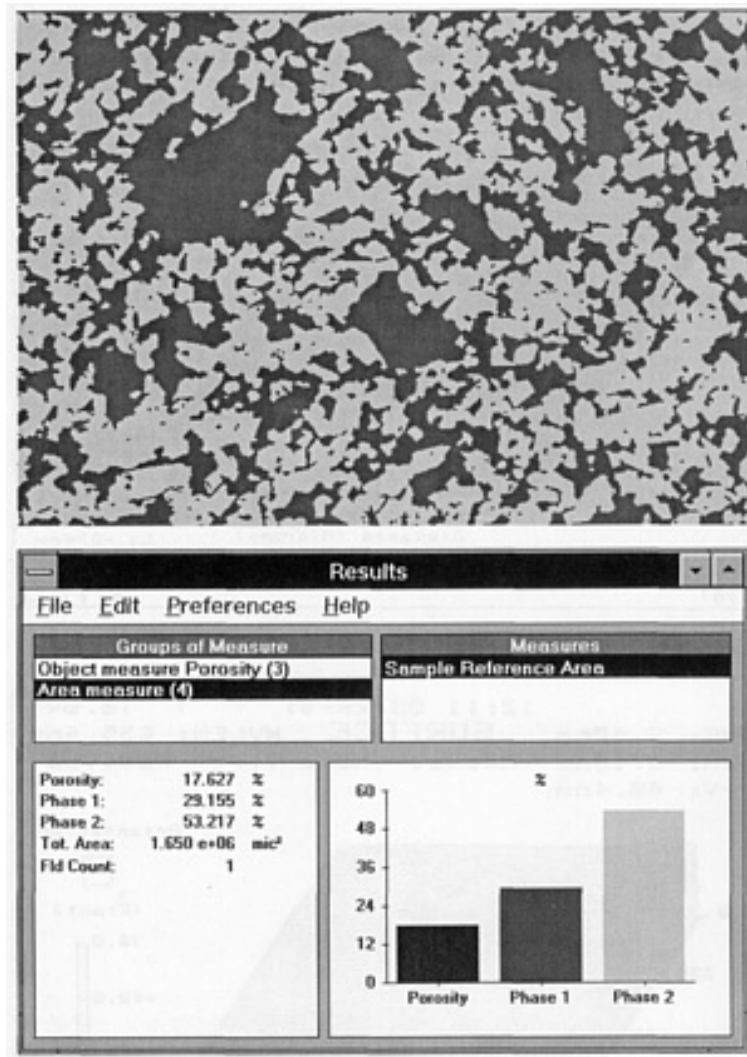 Results
File Edit Preferences Help
Groups of Measure
Object measure Porosity (3)
Area measure (4)
Measures
Sample Reference Area
Porosity: 17.627 %
Phase 1: 29.155 %
Phase 2: 53.217 %
Tot. Area: 1.650 e+06 mic²
Fld Count: 1
%
60
48
36
24
12
0
Porosity Phase 1 Phase 2